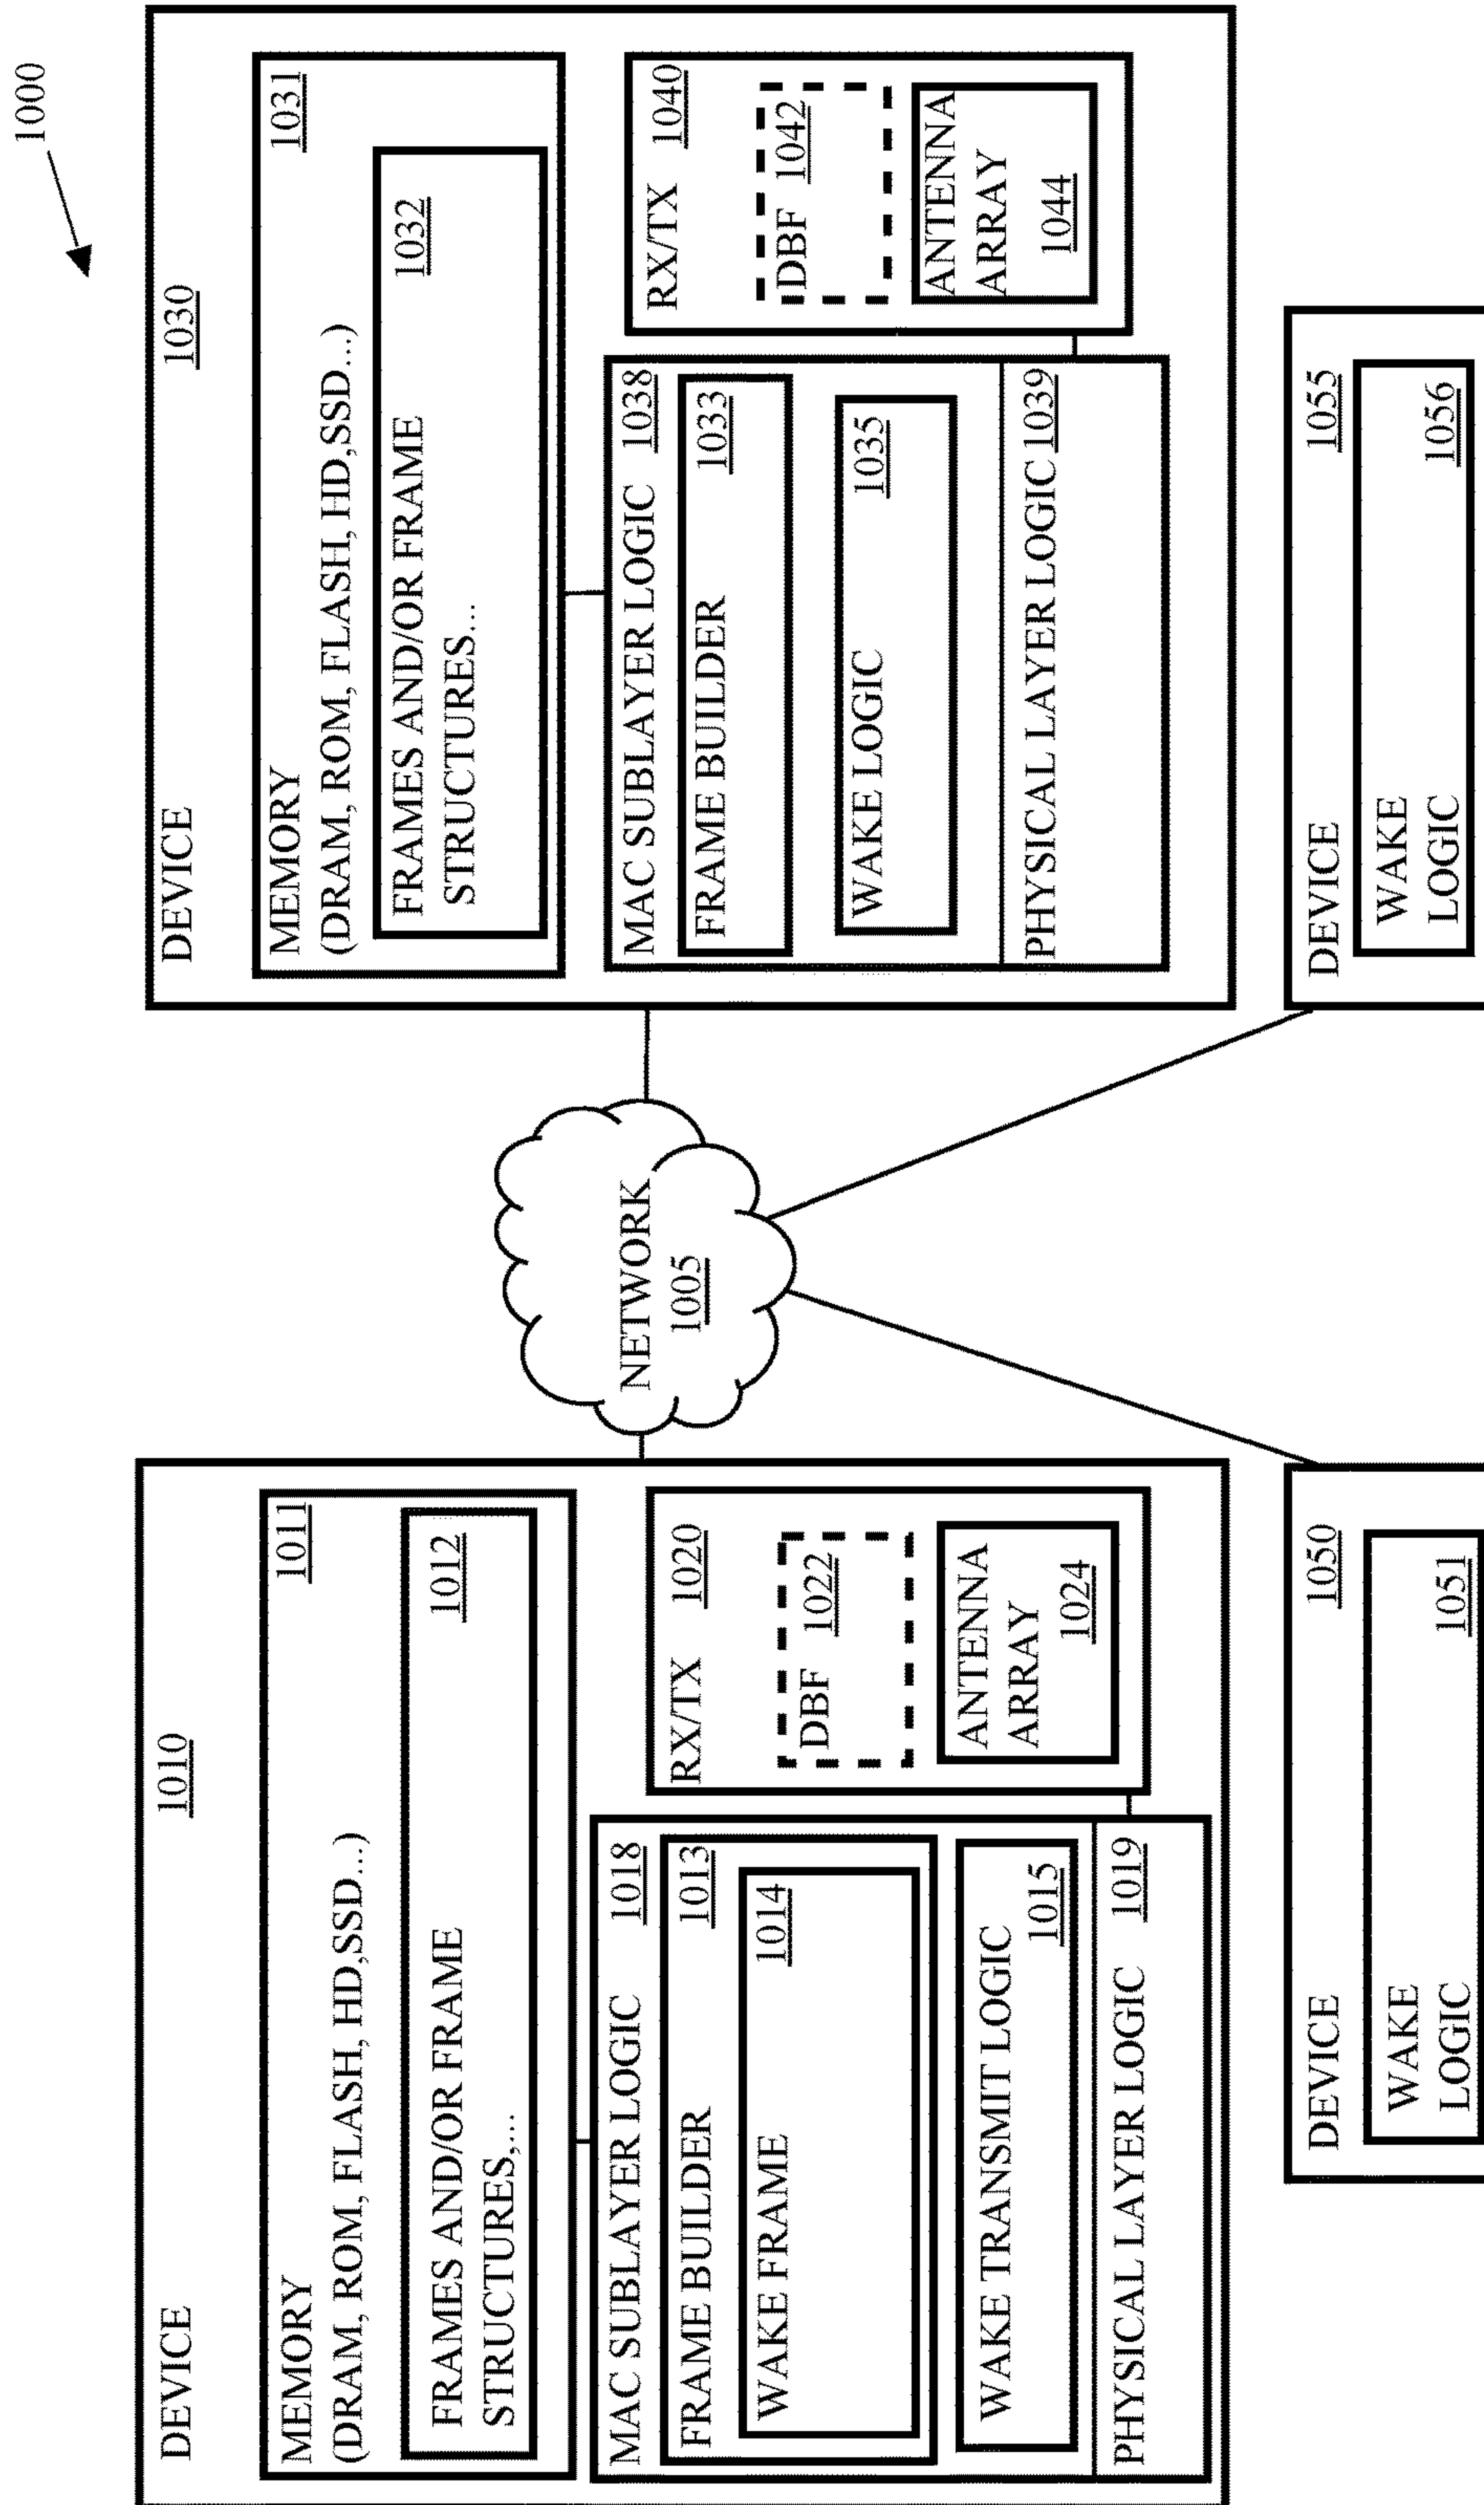 1000
DEVICE 1010
MEMORY 1011
(DRAM, ROM, FLASH, HD,SSD...)
FRAMES AND/OR FRAME 1012
STRUCTURES,...
MAC SUBLAYER LOGIC 1018
FRAME BUILDER 1013
WAKE FRAME 1014
WAKE TRANSMIT LOGIC
1015
PHYSICAL LAYER LOGIC 1019
RX/TX 1020
DBF 1022
ANTENNA
ARRAY
1024
NETWORK
1005
DEVICE 1030
MEMORY 1031
(DRAM, ROM, FLASH, HD,SSD...)
FRAMES AND/OR FRAME 1032
STRUCTURES...
MAC SUBLAYER LOGIC 1038
FRAME BUILDER 1033
WAKE LOGIC 1035
PHYSICAL LAYER LOGIC 1039
RX/TX 1040
DBF 1042
ANTENNA
ARRAY
1044
DEVICE 1050
WAKE
LOGIC 1051
DEVICE 1055
WAKE
LOGIC 1056